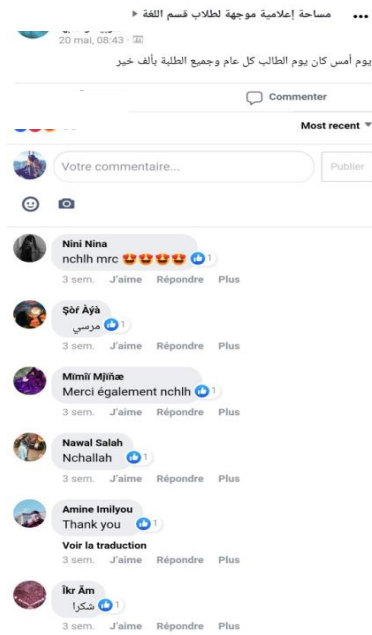 مساحة إعلامية موجهة لطلاب قسم اللغة
20 mai, 08:43
يوم أمس كان يوم الطالب كل عام وجميع الطلبة بألف خير
Commenter
Most recent
Votre commentaire...
Publier
Nini Nina
nchlh mrc 😍😍😍😍 1
3 sem. J'aime Répondre Plus
Şòŕ Àýà
مرسي 1
3 sem. J'aime Répondre Plus
Mïmïï Mjïñæ
Merci également nchlh 1
3 sem. J'aime Répondre Plus
Nawal Salah
Nchallah 1
3 sem. J'aime Répondre Plus
Amine Imilyou
Thank you 1
Voir la traduction
3 sem. J'aime Répondre Plus
Îkr Ăm
شكرا 1
3 sem. J'aime Répondre Plus